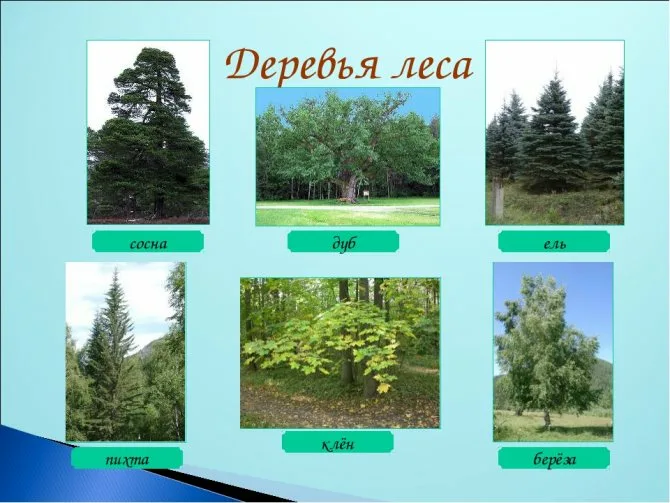 Деревья леса
сосна
дуб
ель
пихта
клён
берёза